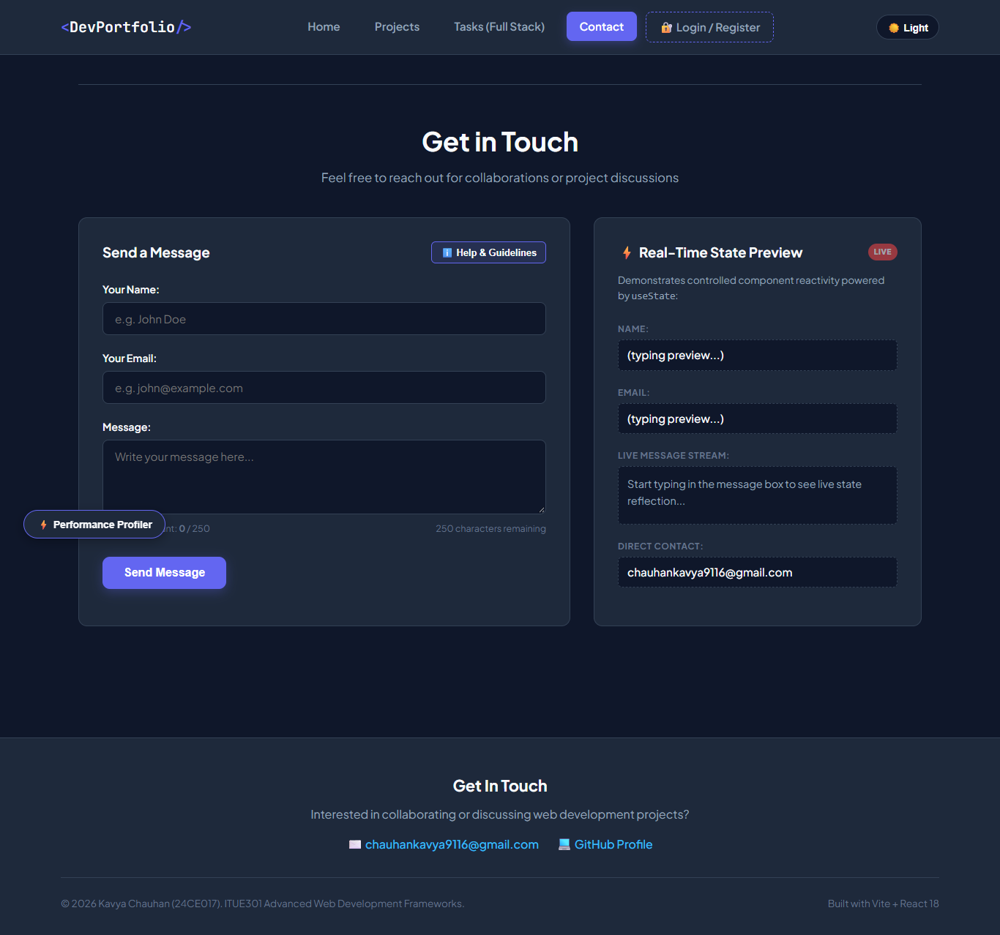 <DevPortfolio/>
Home
Projects
Tasks (Full Stack)
Contact
🔐 Login / Register
☀️ Light
Get in Touch
Feel free to reach out for collaborations or project discussions
Send a Message
ℹ️ Help & Guidelines
Your Name:
e.g. John Doe
Your Email:
e.g. john@example.com
Message:
Write your message here...
⚡ Performance Profiler
0 / 250
250 characters remaining
Send Message
⚡ Real-Time State Preview
LIVE
Demonstrates controlled component reactivity powered
by useState:
NAME:
(typing preview...)
EMAIL:
(typing preview...)
LIVE MESSAGE STREAM:
Start typing in the message box to see live state
reflection...
DIRECT CONTACT:
chauhankavya9116@gmail.com
Get In Touch
Interested in collaborating or discussing web development projects?
✉️ chauhankavya9116@gmail.com
💻 GitHub Profile
© 2026 Kavya Chauhan (24CE017). ITUE301 Advanced Web Development Frameworks.
Built with Vite + React 18